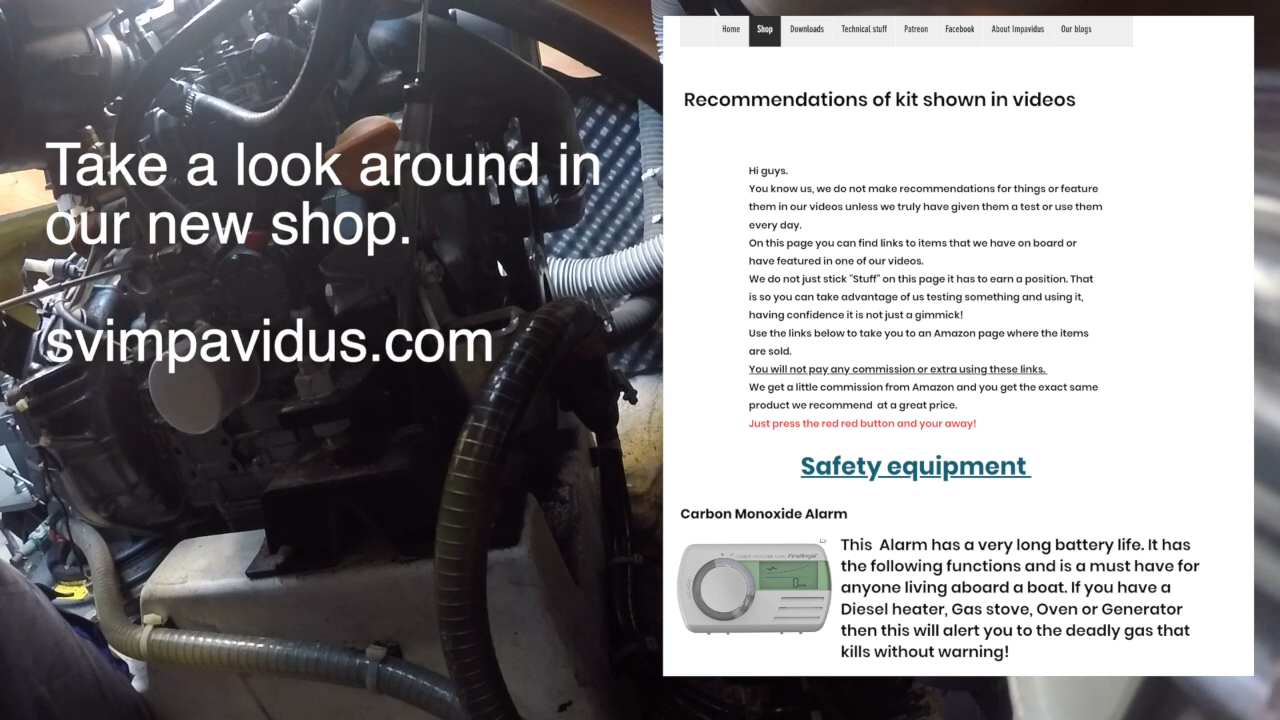 Take a look around in
our new shop.
svimpavidus.com
Home Shop Downloads Technical stuff Patreon Facebook About Impavidus Our blogs
Recommendations of kit shown in videos
Hi guys.
You know us, we do not make recommendations for things or feature
them in our videos unless we truly have given them a test or use them
every day.
On this page you can find links to items that we have on board or
have featured in one of our videos.
We do not just stick "Stuff" on this page it has to earn a position. That
is so you can take advantage of us testing something and using it,
having confidence it is not just a gimmick!
Use the links below to take you to an Amazon page where the items
are sold.
You will not pay any commission or extra using these links.
We get a little commission from Amazon and you get the exact same
product we recommend at a great price.
Just press the red red button and your away!
Safety equipment
Carbon Monoxide Alarm
CARBON MONOXIDE ALARM FireAngel
This Alarm has a very long battery life. It has
the following functions and is a must have for
anyone living aboard a boat. If you have a
Diesel heater, Gas stove, Oven or Generator
then this will alert you to the deadly gas that
kills without warning!